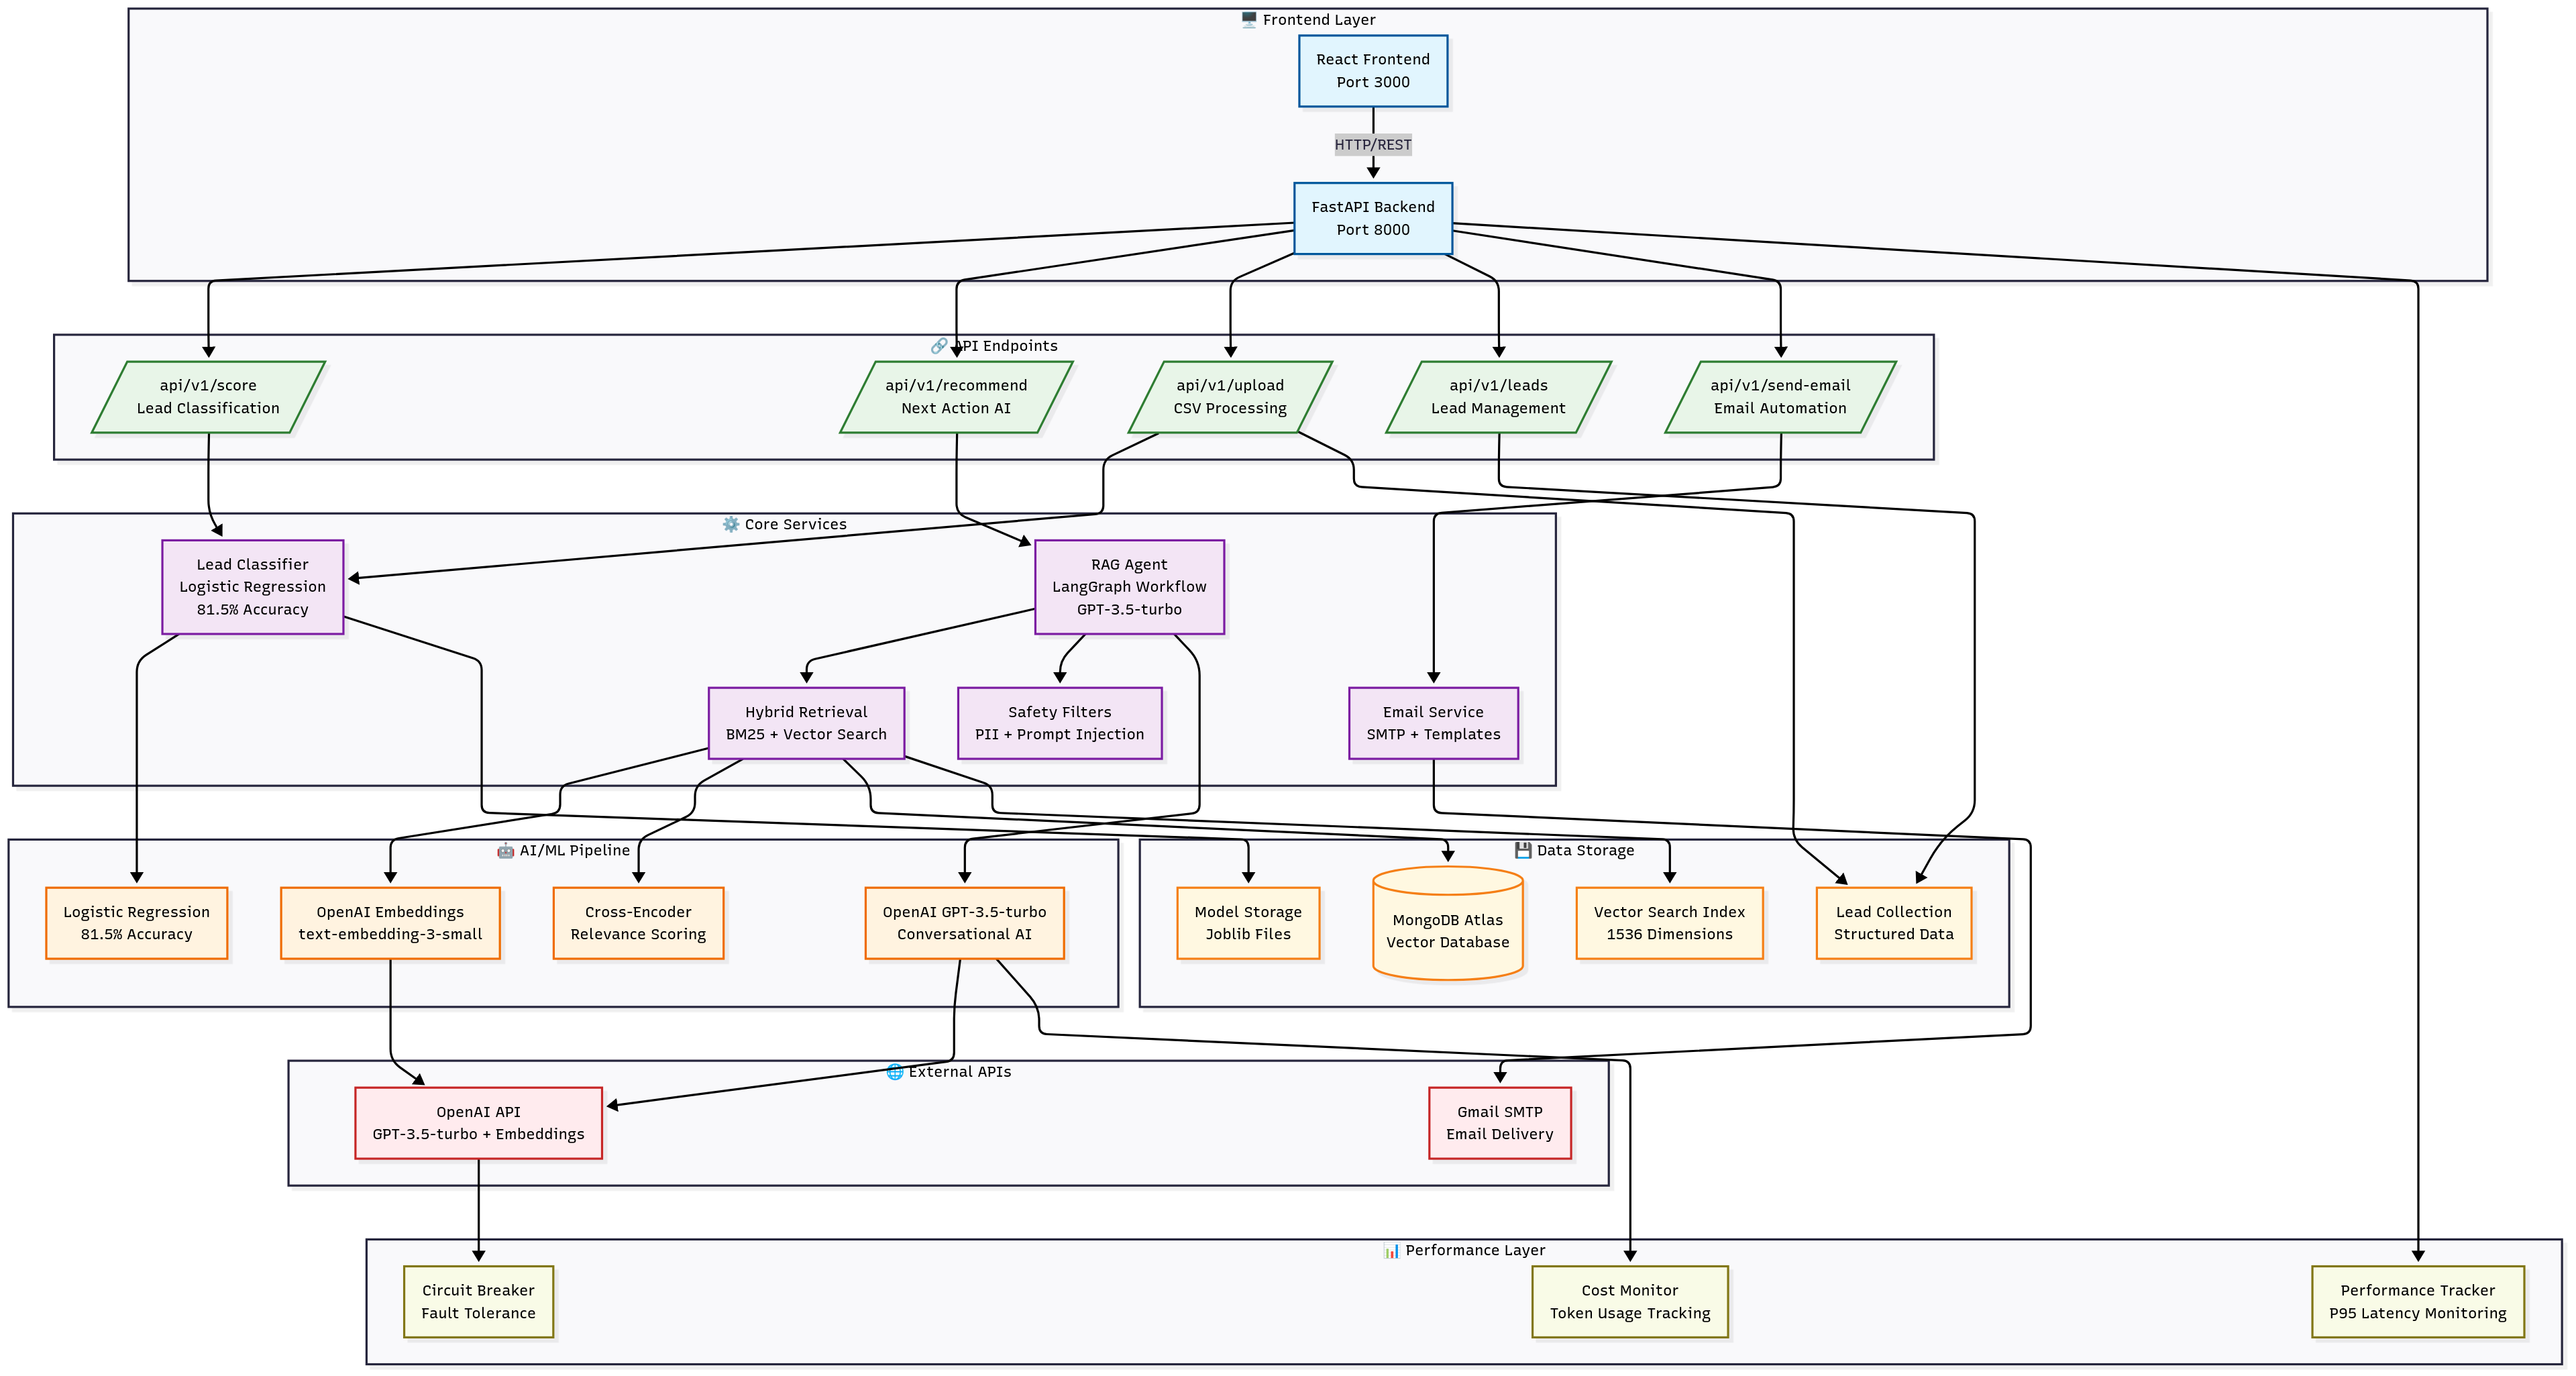 🖥️ Frontend Layer
React Frontend
Port 3000
HTTP/REST
FastAPI Backend
Port 8000
🔗 API Endpoints
api/v1/score
Lead Classification
api/v1/recommend
Next Action AI
api/v1/upload
CSV Processing
api/v1/leads
Lead Management
api/v1/send-email
Email Automation
⚙️ Core Services
Lead Classifier
Logistic Regression
81.5% Accuracy
RAG Agent
LangGraph Workflow
GPT-3.5-turbo
Hybrid Retrieval
BM25 + Vector Search
Safety Filters
PII + Prompt Injection
Email Service
SMTP + Templates
🤖 AI/ML Pipeline
Logistic Regression
81.5% Accuracy
OpenAI Embeddings
text-embedding-3-small
Cross-Encoder
Relevance Scoring
OpenAI GPT-3.5-turbo
Conversational AI
💾 Data Storage
Model Storage
Joblib Files
MongoDB Atlas
Vector Database
Vector Search Index
1536 Dimensions
Lead Collection
Structured Data
🌐 External APIs
OpenAI API
GPT-3.5-turbo + Embeddings
Gmail SMTP
Email Delivery
📊 Performance Layer
Circuit Breaker
Fault Tolerance
Cost Monitor
Token Usage Tracking
Performance Tracker
P95 Latency Monitoring